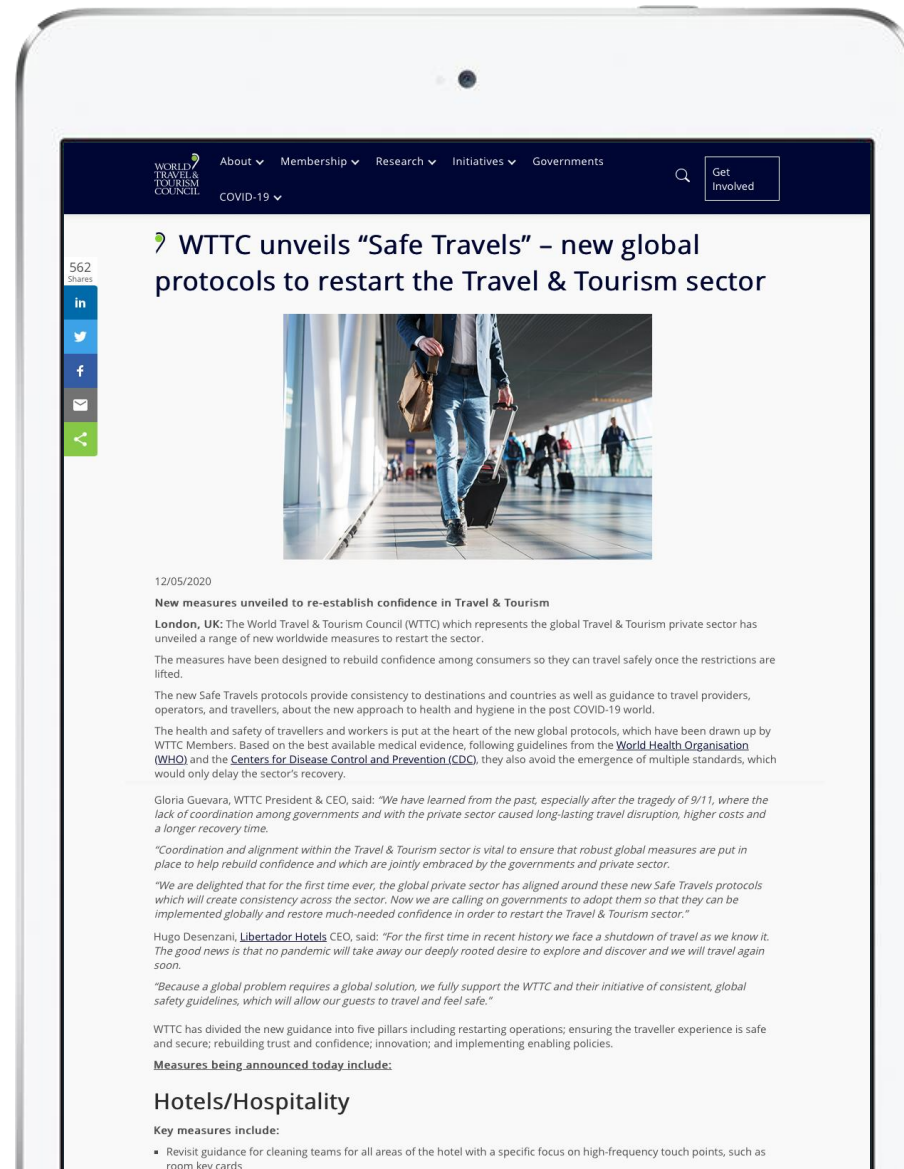 WORLD
TRAVEL &
TOURISM
COUNCIL
About
Membership
Research
Initiatives
Governments
COVID-19
Get
Involved
WTTC unveils “Safe Travels” – new global
protocols to restart the Travel & Tourism sector
562
Shares
in
f
12/05/2020
New measures unveiled to re-establish confidence in Travel & Tourism
London, UK: The World Travel & Tourism Council (WTTC) which represents the global Travel & Tourism private sector has
unveiled a range of new worldwide measures to restart the sector.
The measures have been designed to rebuild confidence among consumers so they can travel safely once the restrictions are
lifted.
The new Safe Travels protocols provide consistency to destinations and countries as well as guidance to travel providers,
operators, and travellers, about the new approach to health and hygiene in the post COVID-19 world.
The health and safety of travellers and workers is put at the heart of the new global protocols, which have been drawn up by
WTTC Members. Based on the best available medical evidence, following guidelines from the World Health Organisation
(WHO) and the Centers for Disease Control and Prevention (CDC), they also avoid the emergence of multiple standards, which
would only delay the sector’s recovery.
Gloria Guevara, WTTC President & CEO, said: “We have learned from the past, especially after the tragedy of 9/11, where the
lack of coordination among governments and with the private sector caused long-lasting travel disruption, higher costs and
a longer recovery time.
“Coordination and alignment within the Travel & Tourism sector is vital to ensure that robust global measures are put in
place to help rebuild confidence and which are jointly embraced by the governments and private sector.
“We are delighted that for the first time ever, the global private sector has aligned around these new Safe Travels protocols
which will create consistency across the sector. Now we are calling on governments to adopt them so that they can be
implemented globally and restore much-needed confidence in order to restart the Travel & Tourism sector.”
Hugo Desenzani, Libertador Hotels CEO, said: “For the first time in recent history we face a shutdown of travel as we know it.
The good news is that no pandemic will take away our deeply rooted desire to explore and discover and we will travel again
soon.
“Because a global problem requires a global solution, we fully support the WTTC and their initiative of consistent, global
safety guidelines, which will allow our guests to travel and feel safe.”
WTTC has divided the new guidance into five pillars including restarting operations; ensuring the traveller experience is safe
and secure; rebuilding trust and confidence; innovation; and implementing enabling policies.
Measures being announced today include:
Hotels/Hospitality
Key measures include:
▪ Revisit guidance for cleaning teams for all areas of the hotel with a specific focus on high-frequency touch points, such as
room key cards